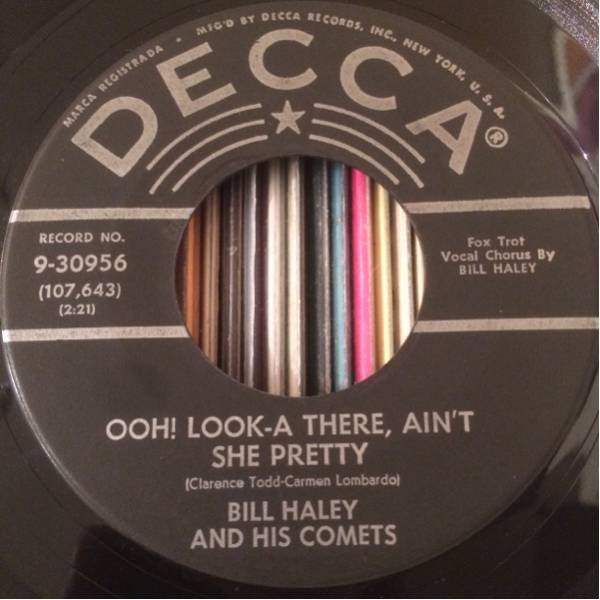 MARCA REGISTRADA • MFG'D BY DECCA RECORDS, INC., NEW YORK, U. S. A.
DECCA®
RECORD NO.
9-30956
(107,643)
(2:21)
Fox Trot
Vocal Chorus By
BILL HALEY
OOH! LOOK-A THERE, AIN'T
SHE PRETTY
(Clarence Todd-Carmen Lombardo)
BILL HALEY
AND HIS COMETS